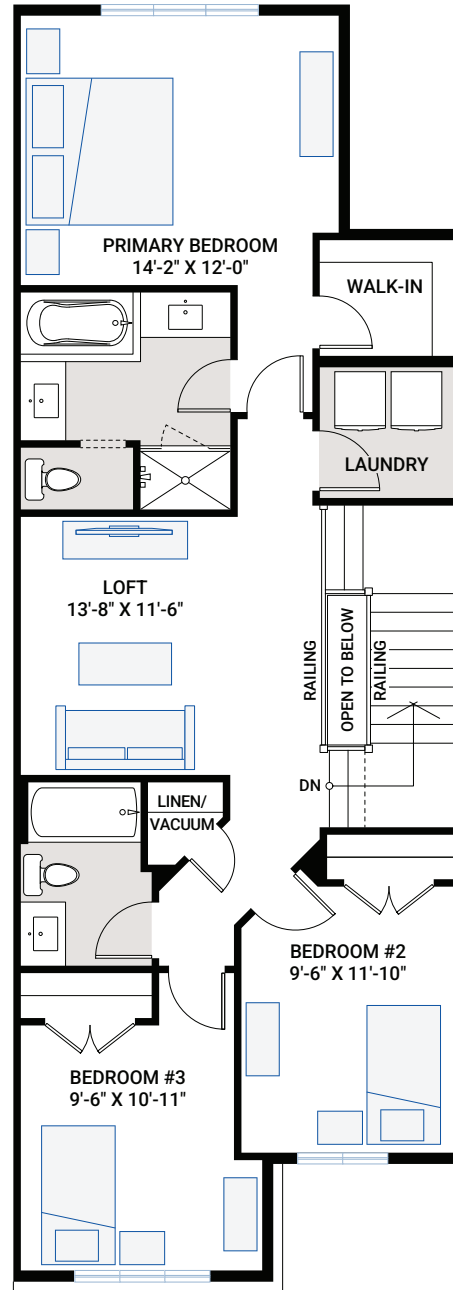 PRIMARY BEDROOM
14'-2" X 12'-0"
WALK-IN
LAUNDRY
LOFT
13'-8" X 11'-6"
RAILING
OPEN TO BELOW
RAILING
DN
LINEN/
VACUUM
BEDROOM #2
9'-6" X 11'-10"
BEDROOM #3
9'-6" X 10'-11"